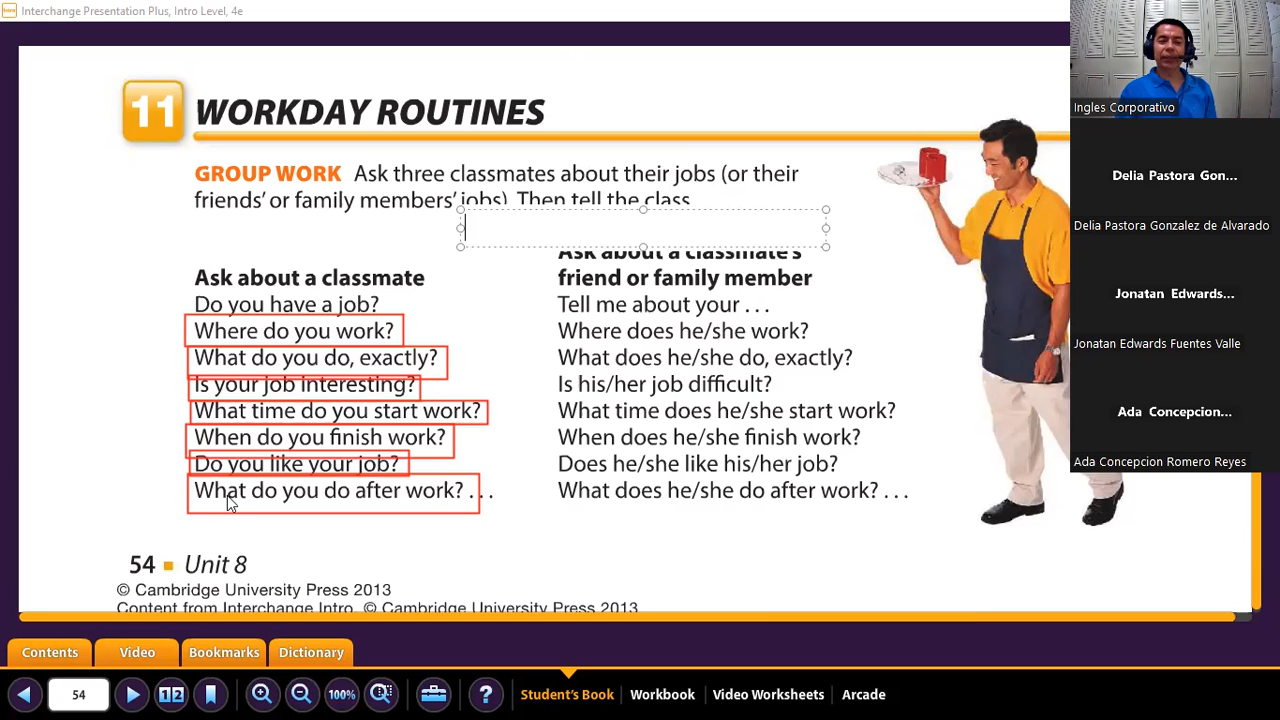 Interchange Presentation Plus, Intro Level, 4e
11 WORKDAY ROUTINES
GROUP WORK Ask three classmates about their jobs (or their
friends' or family members' jobs). Then tell the class
Ask about a classmate
Do you have a job?
Where do you work?
What do you do, exactly?
Is your job interesting?
What time do you start work?
When do you finish work?
Do you like your job?
What do you do after work? . . .
Ask about a classmate's
friend or family member
Tell me about your . . .
Where does he/she work?
What does he/she do, exactly?
Is his/her job difficult?
What time does he/she start work?
When does he/she finish work?
Does he/she like his/her job?
What does he/she do after work? . . .
54 Unit 8
© Cambridge University Press 2013
Content from Interchange Intro. © Cambridge University Press 2013
Ingles Corporativo
Delia Pastora Gon...
Delia Pastora Gonzalez de Alvarado
Jonatan Edwards...
Jonatan Edwards Fuentes Valle
Ada Concepcion...
Ada Concepcion Romero Reyes
Contents Video Bookmarks Dictionary
54 1 2 100% ? Student's Book Workbook Video Worksheets Arcade